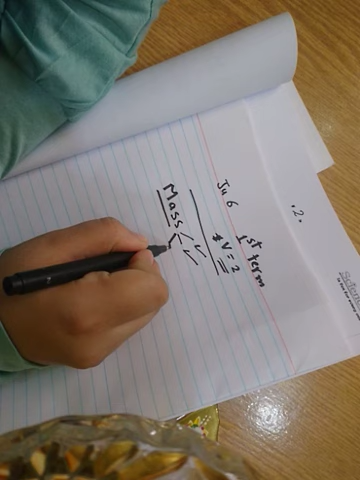 .2.
1st term
Ju 6
# V = 2
Mass < v
v